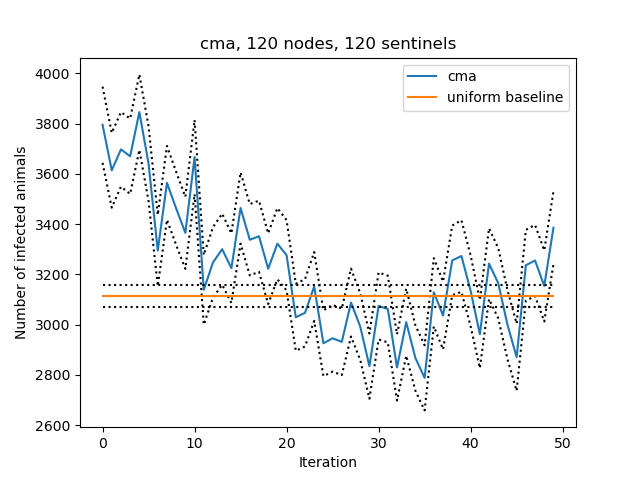 cma, 120 nodes, 120 sentinels
4000
3800
3600
3400
3200
3000
2800
2600
Number of infected animals
cma
uniform baseline
0
10
20
30
40
50
Iteration